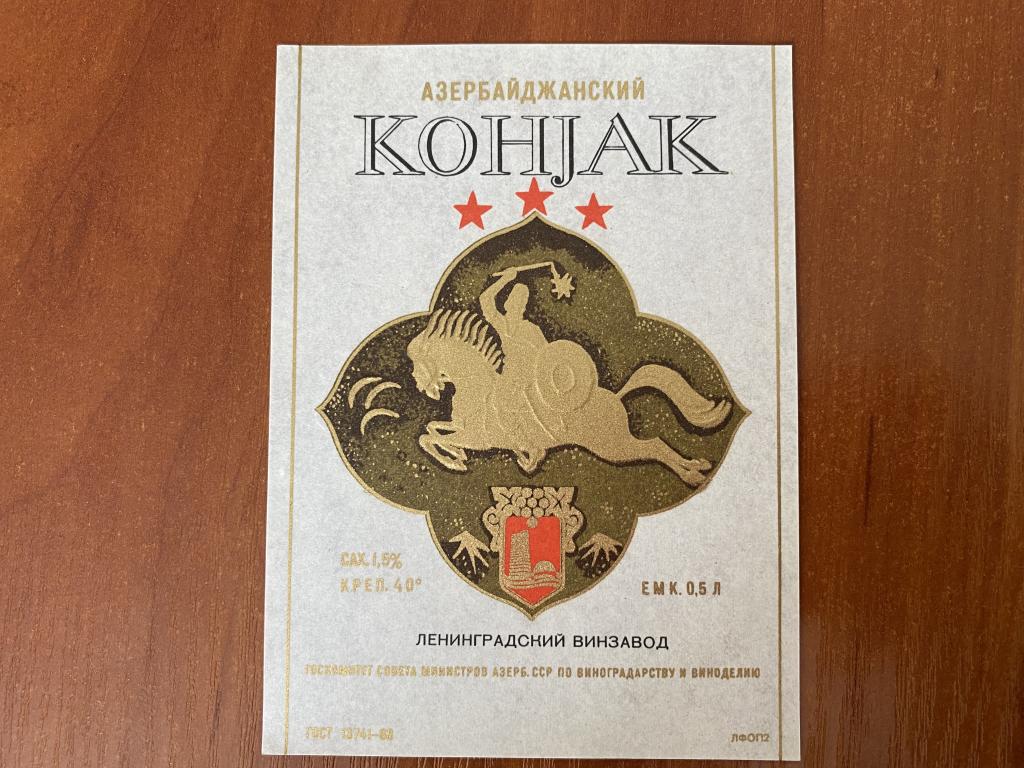 АЗЕРБАЙДЖАНСКИЙ
КОНЈАК
САХ. 1,5%
КРЕП. 40°
ЕМК. 0,5 Л
ЛЕНИНГРАДСКИЙ ВИНЗАВОД
ГОСКОМИТЕТ СОВЕТА МИНИСТРОВ АЗЕРБ. ССР ПО ВИНОГРАДАРСТВУ И ВИНОДЕЛИЮ
ГОСТ 13741—68
ЛФОП2